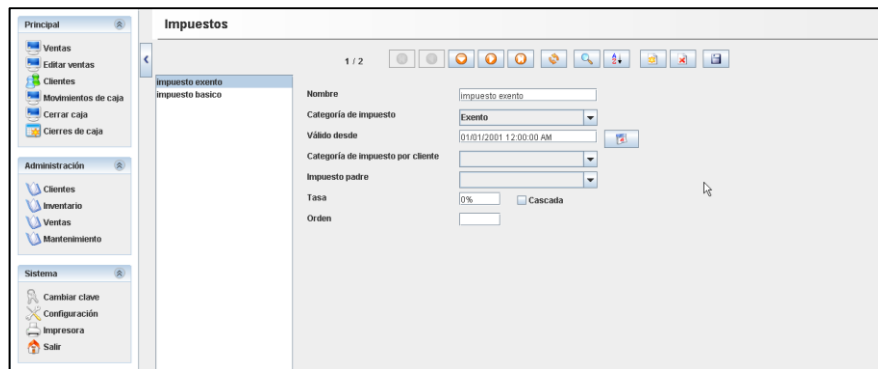 Principal
Ventas
Editar ventas
Clientes
Movimientos de caja
Cerrar caja
Cierres de caja
Administración
Clientes
Inventario
Ventas
Mantenimiento
Sistema
Cambiar clave
Configuración
Impresora
Salir
Impuestos
1 / 2
impuesto exento
impuesto basico
Nombre
impuesto exento
Categoría de impuesto
Exento
Válido desde
01/01/2001 12:00:00 AM
Categoría de impuesto por cliente
Impuesto padre
Tasa
0%
Cascada
Orden